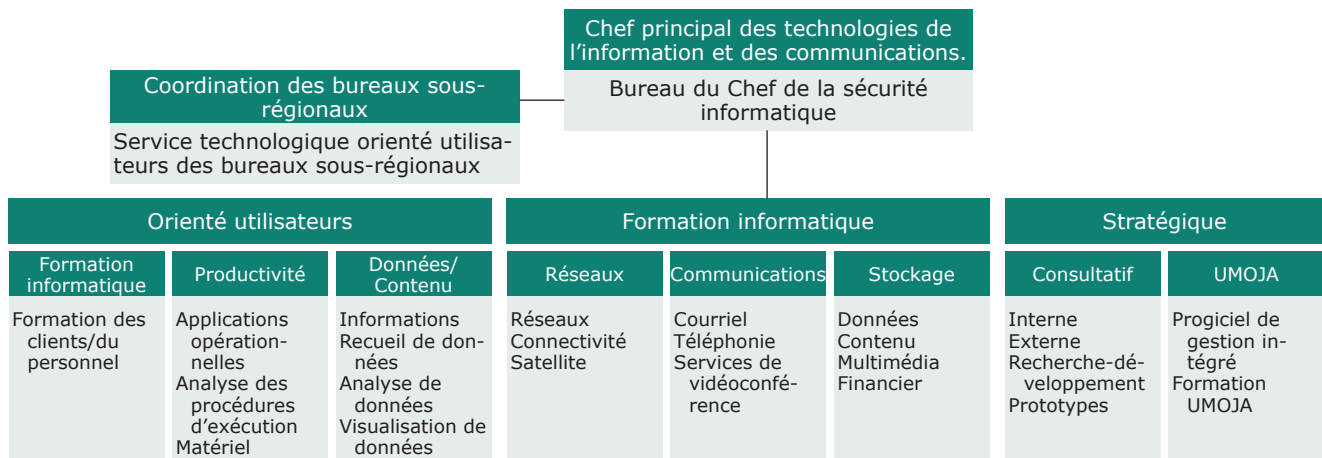 Chef principal des technologies de
l'information et des communications.
Bureau du Chef de la sécurité
informatique
Coordination des bureaux sous-
régionaux
Service technologique orienté utilisa-
teurs des bureaux sous-régionaux
Orienté utilisateurs
Formation
informatique
Formation des
clients/du
personnel
Productivité
Applications
opération-
nelles
Analyse des
procédures
d'exécution
Matériel
Données/
Contenu
Informations
Recueil de don-
nées
Analyse de
données
Visualisation de
données
Formation informatique
Réseaux
Réseaux
Connectivité
Satellite
Communications
Courriel
Téléphonie
Services de
vidéoconfé-
rence
Stockage
Données
Contenu
Multimédia
Financier
Stratégique
Consultatif
Interne
Externe
Recherche-dé-
veloppement
Prototypes
UMOJA
Progiciel de
gestion in-
tégré
Formation
UMOJA